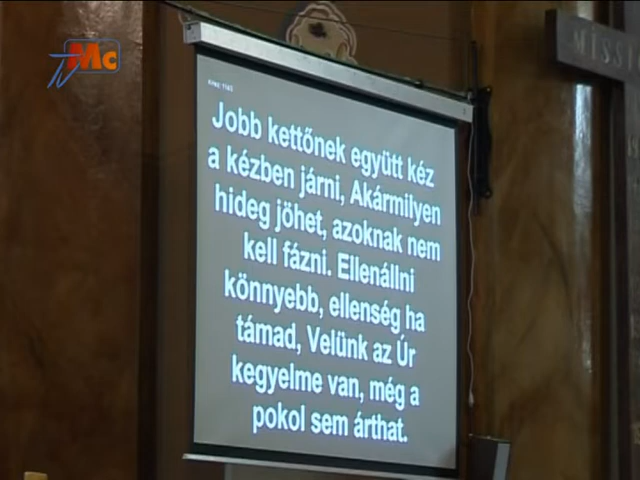 Mc
Jobb kettőnek együtt kéz
a kézben járni, Akármilyen
hideg jöhet, azoknak nem
kell fázni. Ellenállni
könnyebb, ellenség ha
támad, Velünk az Úr
kegyelme van, még a
pokol sem árthat.